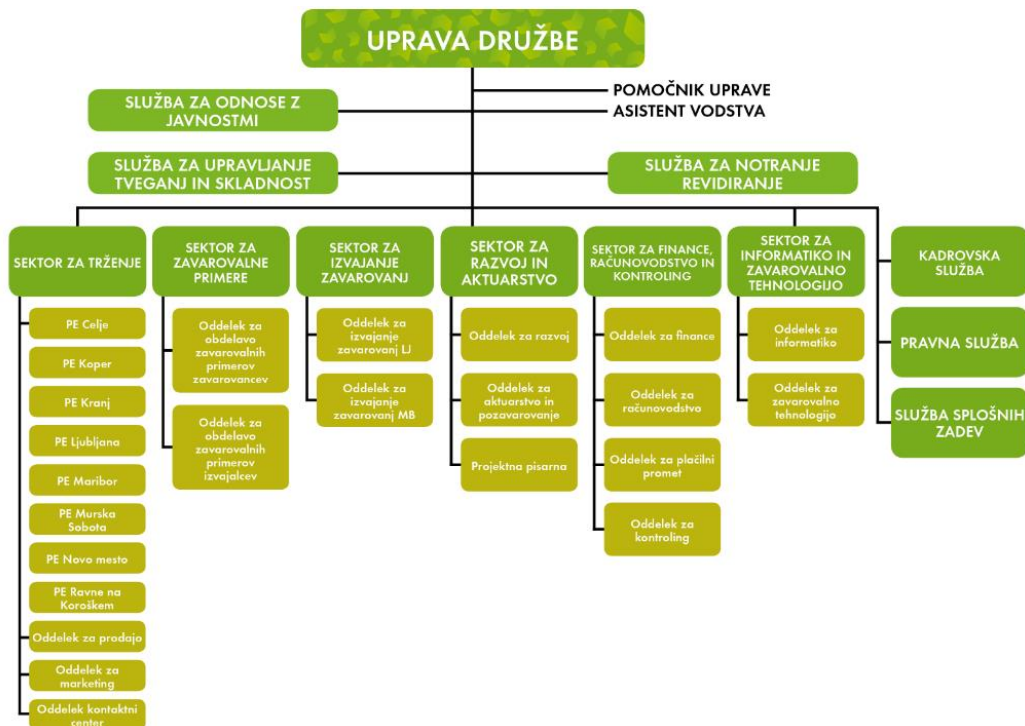 UPRAVA DRUŽBE
POMOČNIK UPRAVE
ASISTENT VODSTVA
SLUŽBA ZA ODNOSE Z
JAVNOSTMI
SLUŽBA ZA UPRAVLJANJE
TVEGANJ IN SKLADNOST
SLUŽBA ZA NOTRANJE
REVIDIRANJE
SEKTOR ZA TRŽENJE
PE Celje
PE Koper
PE Kranj
PE Ljubljana
PE Maribor
PE Murska
Sobota
PE Novo mesto
PE Ravne na
Koroškem
Oddelek za prodajo
Oddelek za
marketing
Oddelek kontaktni
center
SEKTOR ZA
ZAVAROVALNE
PRIMERE
Oddelek za
obdelavo
zavarovalnih
primerov
zavarovancev
Oddelek za
obdelavo
zavarovalnih
primerov
izvajalcev
SEKTOR ZA
IZVAJANJE
ZAVAROVANJ
Oddelek za
izvajanje
zavarovanj LJ
Oddelek za
izvajanje
zavarovanj MB
SEKTOR ZA
RAZVOJ IN
AKTUARSTVO
Oddelek za razvoj
Oddelek za
aktuarstvo in
pozavarovanje
Projektna pisarna
SEKTOR ZA FINANCE,
RAČUNOVODSTVO IN
KONTROLING
Oddelek za finance
Oddelek za
računovodstvo
Oddelek za plačilni
promet
Oddelek za
kontroling
SEKTOR ZA
INFORMATIKO IN
ZAVAROVALNO
TEHNOLOGIJO
Oddelek za
informatiko
Oddelek za
zavarovalno
tehnologijo
KADROVSKA
SLUŽBA
PRAVNA SLUŽBA
SLUŽBA SPLOŠNIH
ZADEV